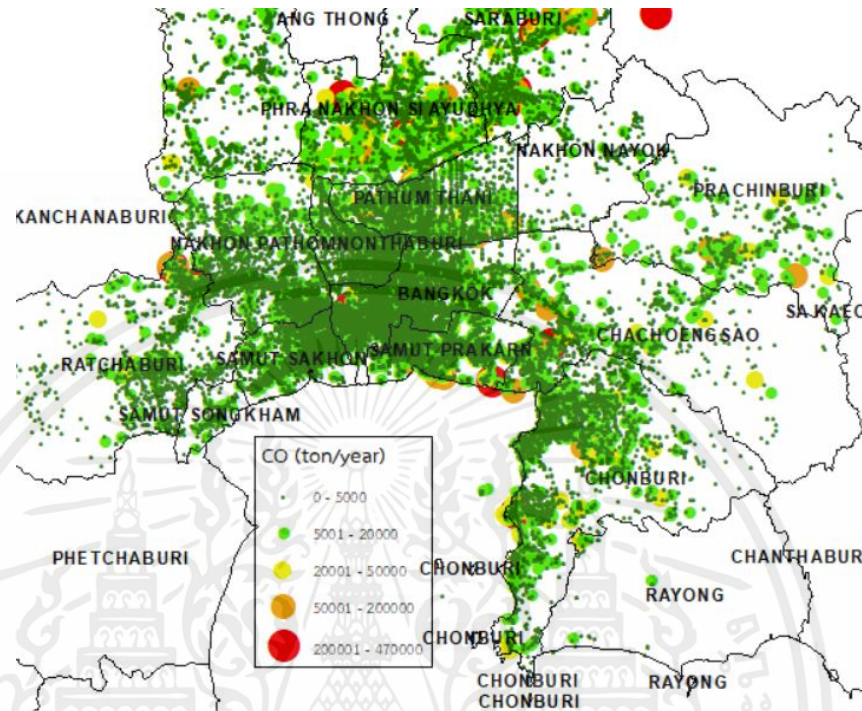 ANG THONG
SARABURI
PHRA NAKHON SI AYUDHYA
NAKHON NAYOK
PRACHINBURI
PATHUM THANI
KANCHANABURI
NAKHON PATHOM
NONTHABURI
BANGKOK
SA KAEO
CHACHOENGSAO
RATCHABURI
SAMUT SAKHON
SAMUT PRAKARN
SAMUT SONGKHAM
CO (ton/year)
0 - 5000
5001 - 20000
20001 - 50000
50001 - 200000
200001 - 470000
CHONBURI
PHETCHABURI
CHONBURI
CHANTHABUR
RAYONG
CHONBURI
CHONBURI
RAYONG
CHONBURI